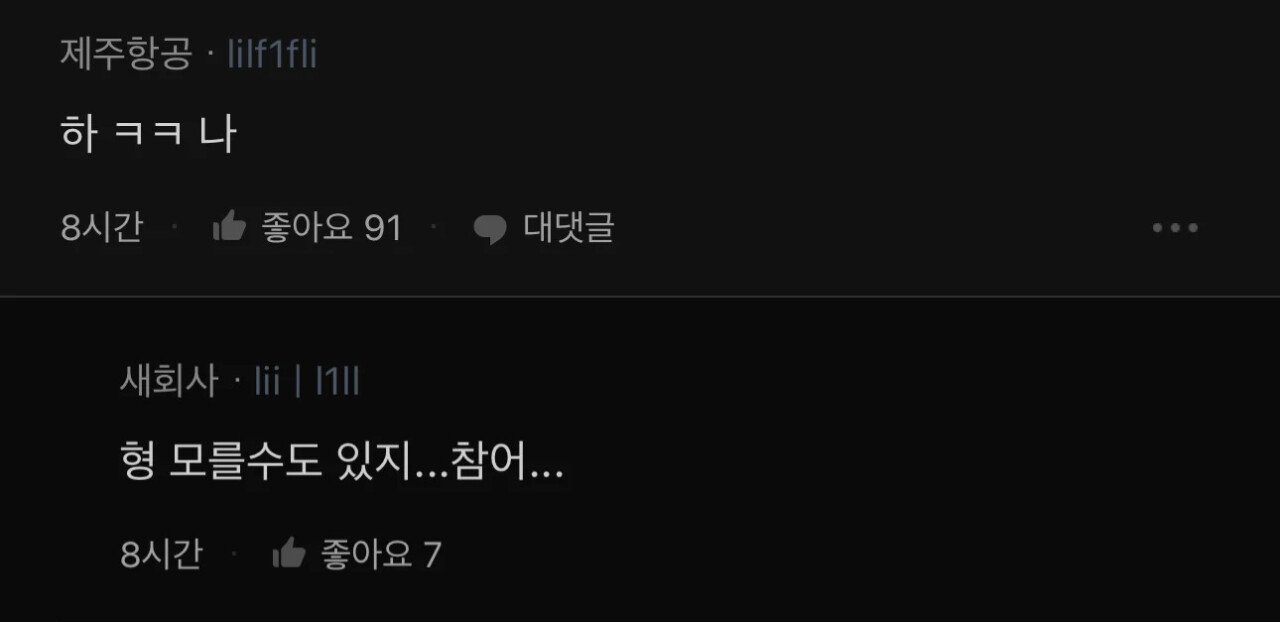 제주항공 · lilf1fli
하 ㅋㅋ 나
8시간 · 좋아요 91 · 대댓글
새회사 · lii | l1ll
형 모를수도 있지...참어...
8시간 · 좋아요 7